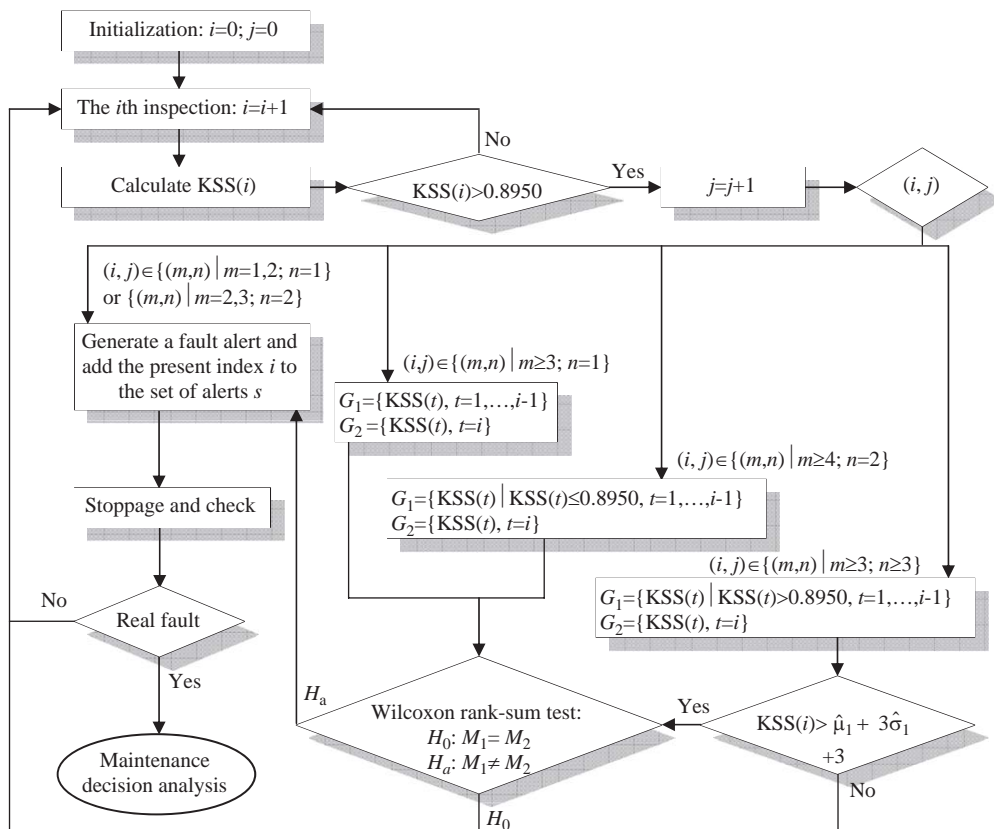 Initialization: i=0; j=0
The ith inspection: i=i+1
No
Calculate KSS(i)
KSS(i)>0.8950
Yes
j=j+1
(i, j)
(i, j)∈{(m,n)│m=1,2; n=1}
or {(m,n)│m=2,3; n=2}
Generate a fault alert and
add the present index i to
the set of alerts s
(i,j)∈{(m,n)│m≥3; n=1}
G₁={KSS(t), t=1,…,i-1}
G₂={KSS(t), t=i}
(i, j)∈{(m,n)│m≥4; n=2}
G₁={KSS(t)│KSS(t)≤0.8950, t=1,…,i-1}
G₂={KSS(t), t=i}
Stoppage and check
(i, j)∈{(m,n)│m≥3; n≥3}
G₁={KSS(t)│KSS(t)>0.8950, t=1,…,i-1}
G₂={KSS(t), t=i}
No
Real fault
Yes
Hₐ
Wilcoxon rank-sum test:
H₀: M₁= M₂
Hₐ: M₁≠ M₂
Yes
KSS(i)> μ̂₁ + 3σ̂₁
+3
No
Maintenance
decision analysis
H₀